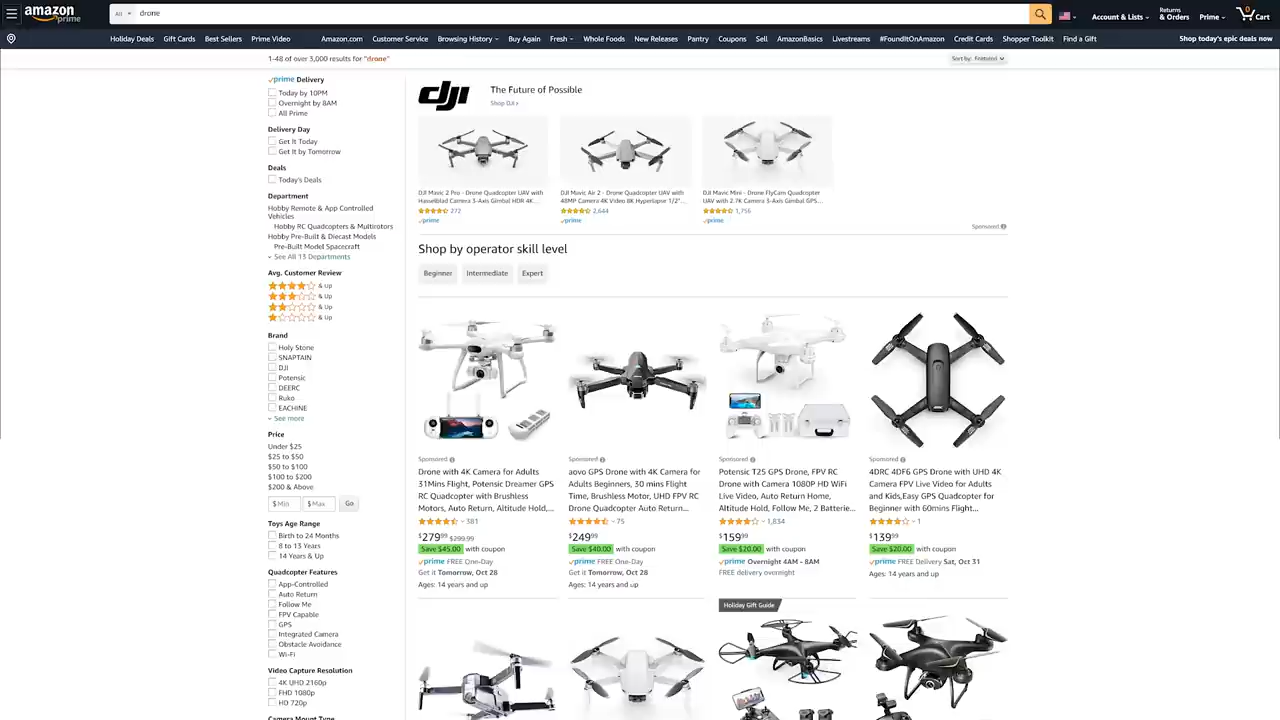 amazon
prime
All
drone
Returns
Account & Lists
& Orders
Prime
0
Cart
Holiday Deals
Gift Cards
Best Sellers
Prime Video
Amazon.com
Customer Service
Browsing History
Buy Again
Fresh
Whole Foods
New Releases
Pantry
Coupons
Sell
AmazonBasics
Livestreams
#FoundItOnAmazon
Credit Cards
Shopper Toolkit
Find a Gift
Shop today's epic deals now
1-48 of over 3,000 results for "drone"
Sort by: Featured
prime Delivery
Today by 10PM
Overnight by 8AM
All Prime
Delivery Day
Get It Today
Get It by Tomorrow
Deals
Today's Deals
Department
Hobby Remote & App Controlled
Vehicles
Hobby RC Quadcopters & Multirotors
Hobby Pre-Built & Diecast Models
Pre-Built Model Spacecraft
See All 13 Departments
Avg. Customer Review
& Up
& Up
& Up
& Up
Brand
Holy Stone
SNAPTAIN
DJI
Potensic
DEERC
Ruko
EACHINE
See more
Price
Under $25
$25 to $50
$50 to $100
$100 to $200
$200 & Above
$ Min
$ Max
Go
Toys Age Range
Birth to 24 Months
8 to 13 Years
14 Years & Up
Quadcopter Features
App-Controlled
Auto Return
Follow Me
FPV Capable
GPS
Integrated Camera
Obstacle Avoidance
Wi-Fi
Video Capture Resolution
4K UHD 2160p
FHD 1080p
HD 720p
Camera Mount Type
dji
The Future of Possible
Shop DJI ›
DJI Mavic 2 Pro - Drone Quadcopter UAV with
Hasselblad Camera 3-Axis Gimbal HDR 4K...
272
prime
DJI Mavic Air 2 - Drone Quadcopter UAV with
48MP Camera 4K Video 8K Hyperlapse 1/2"...
2,644
prime
DJI Mavic Mini - Drone FlyCam Quadcopter
UAV with 2.7K Camera 3-Axis Gimbal GPS...
1,756
prime
Sponsored
Shop by operator skill level
Beginner
Intermediate
Expert
Sponsored
Drone with 4K Camera for Adults
31Mins Flight, Potensic Dreamer GPS
RC Quadcopter with Brushless
Motors, Auto Return, Altitude Hold,...
381
$279.99 $299.99
Save $45.00 with coupon
prime FREE One-Day
Get it Tomorrow, Oct 28
Ages: 14 years and up
Sponsored
aovo GPS Drone with 4K Camera for
Adults Beginners, 30 mins Flight
Time, Brushless Motor, UHD FPV RC
Drone Quadcopter Auto Return...
75
$249.99
Save $40.00 with coupon
prime FREE One-Day
Get it Tomorrow, Oct 28
Ages: 14 years and up
Sponsored
Potensic T25 GPS Drone, FPV RC
Drone with Camera 1080P HD WiFi
Live Video, Auto Return Home,
Altitude Hold, Follow Me, 2 Batterie...
1,834
$159.99
Save $20.00 with coupon
prime Overnight 4AM - 8AM
FREE delivery overnight
Sponsored
4DRC 4DF6 GPS Drone with UHD 4K
Camera FPV Live Video for Adults
and Kids,Easy GPS Quadcopter for
Beginner with 60mins Flight...
1
$139.99
Save $20.00 with coupon
prime FREE Delivery Sat, Oct 31
Ages: 14 years and up
Holiday Gift Guide